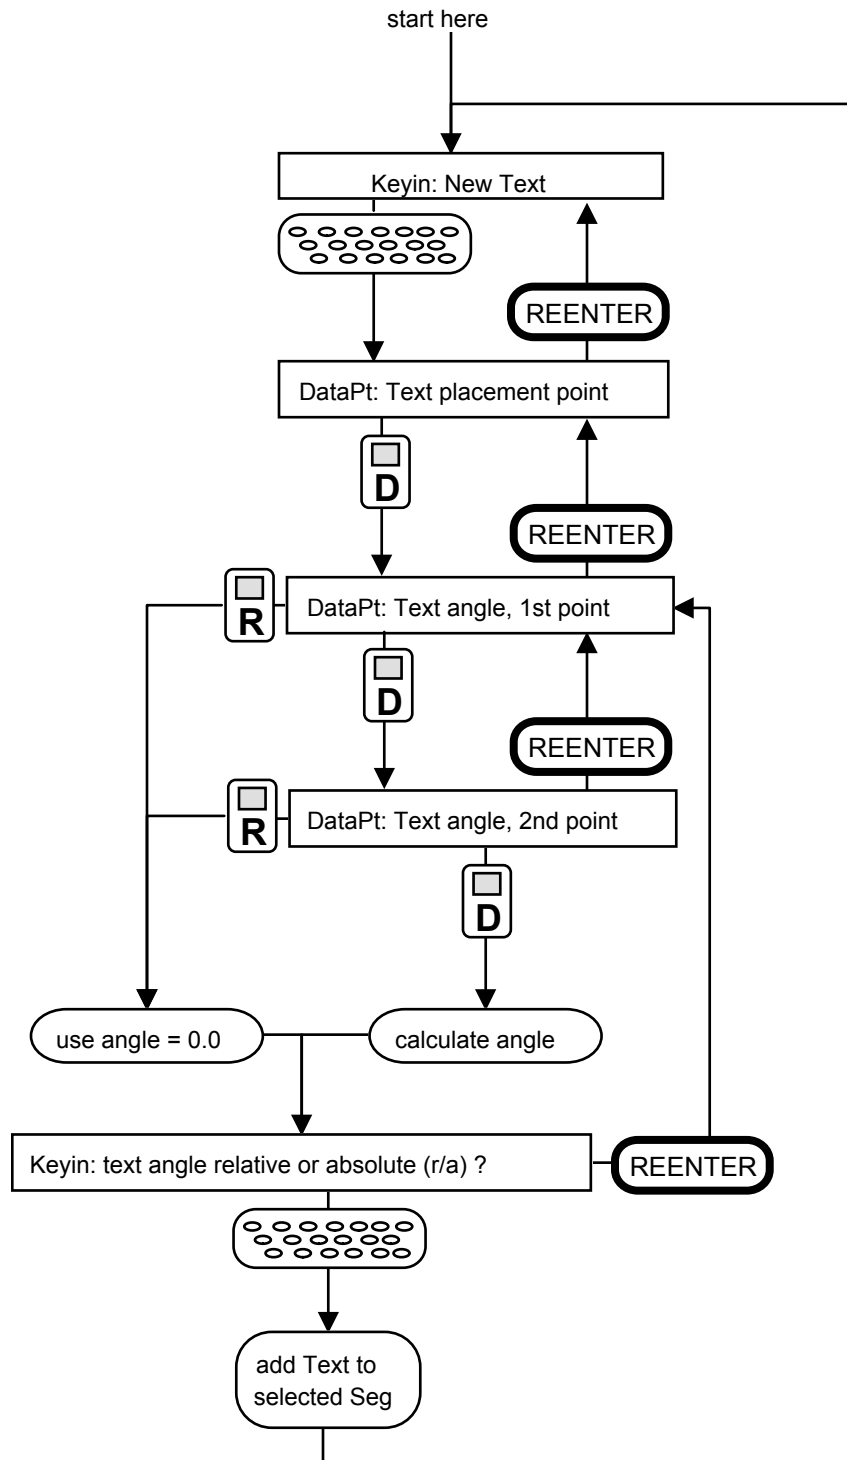 start here
Keyin: New Text
REENTER
DataPt: Text placement point
D
REENTER
R
DataPt: Text angle, 1st point
D
REENTER
R
DataPt: Text angle, 2nd point
D
use angle = 0.0
calculate angle
Keyin: text angle relative or absolute (r/a) ?
REENTER
add Text to
selected Seg